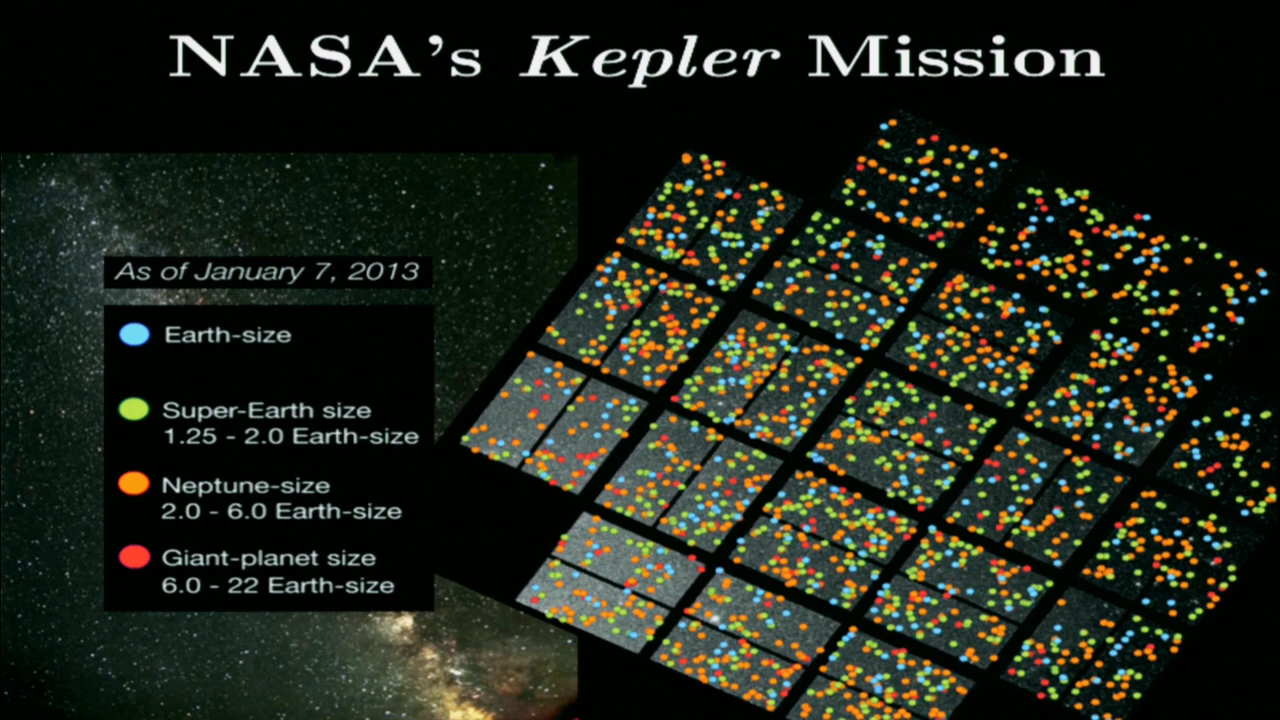 NASA's Kepler Mission
As of January 7, 2013
Earth-size
Super-Earth size
1.25 - 2.0 Earth-size
Neptune-size
2.0 - 6.0 Earth-size
Giant-planet size
6.0 - 22 Earth-size